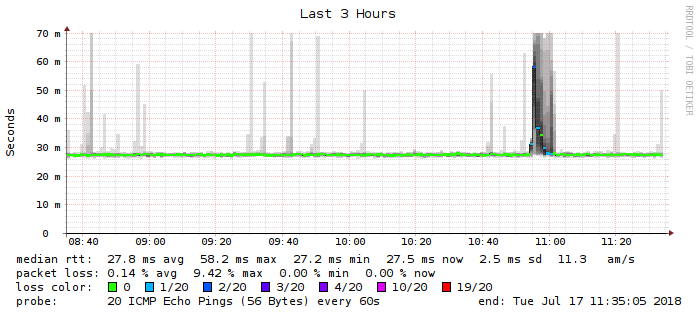 Last 3 Hours
RRDTOOL / TOBI OETIKER
Seconds
70 m
60 m
50 m
40 m
30 m
20 m
10 m
0
08:40 09:00 09:20 09:40 10:00 10:20 10:40 11:00 11:20
median rtt: 27.8 ms avg 58.2 ms max 27.2 ms min 27.5 ms now 2.5 ms sd 11.3 am/s
packet loss: 0.14 % avg 9.42 % max 0.00 % min 0.00 % now
loss color: 0 1/20 2/20 3/20 4/20 10/20 19/20
probe: 20 ICMP Echo Pings (56 Bytes) every 60s end: Tue Jul 17 11:35:05 2018